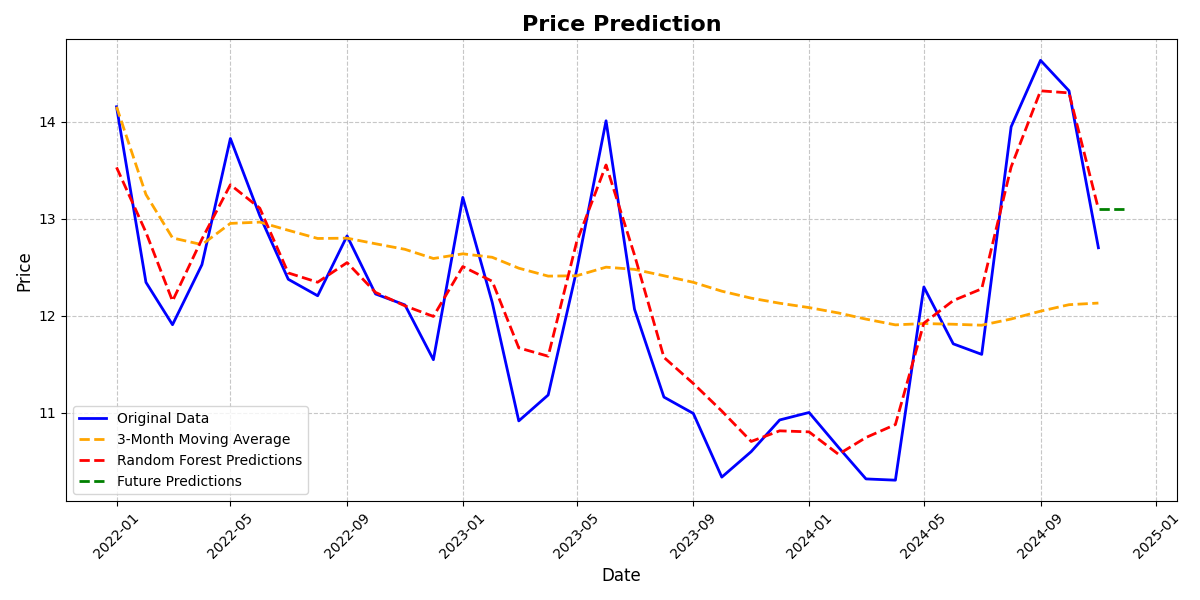 Price Prediction
Price
14
13
12
11
Original Data
3-Month Moving Average
Random Forest Predictions
Future Predictions
2022-01
2022-05
2022-09
2023-01
2023-05
2023-09
2024-01
2024-05
2024-09
2025-01
Date